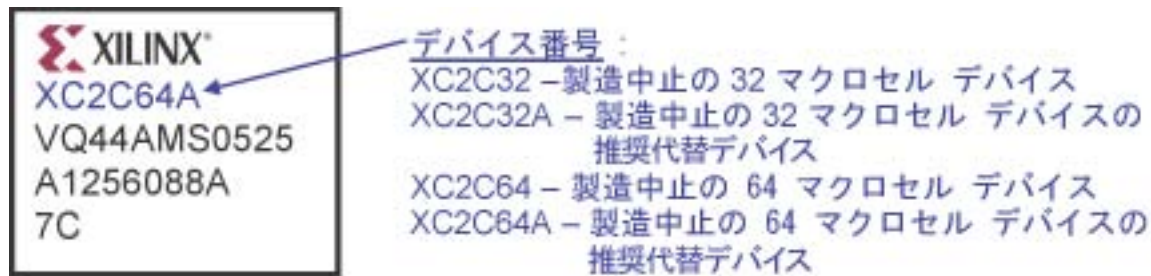 XILINX®
XC2C64A
VQ44AMS0525
A1256088A
7C
デバイス番号 :
XC2C32 –製造中止の 32 マクロセル デバイス
XC2C32A – 製造中止の 32 マクロセル デバイスの
推奨代替デバイス
XC2C64 – 製造中止の 64 マクロセル デバイス
XC2C64A – 製造中止の 64 マクロセル デバイスの
推奨代替デバイス